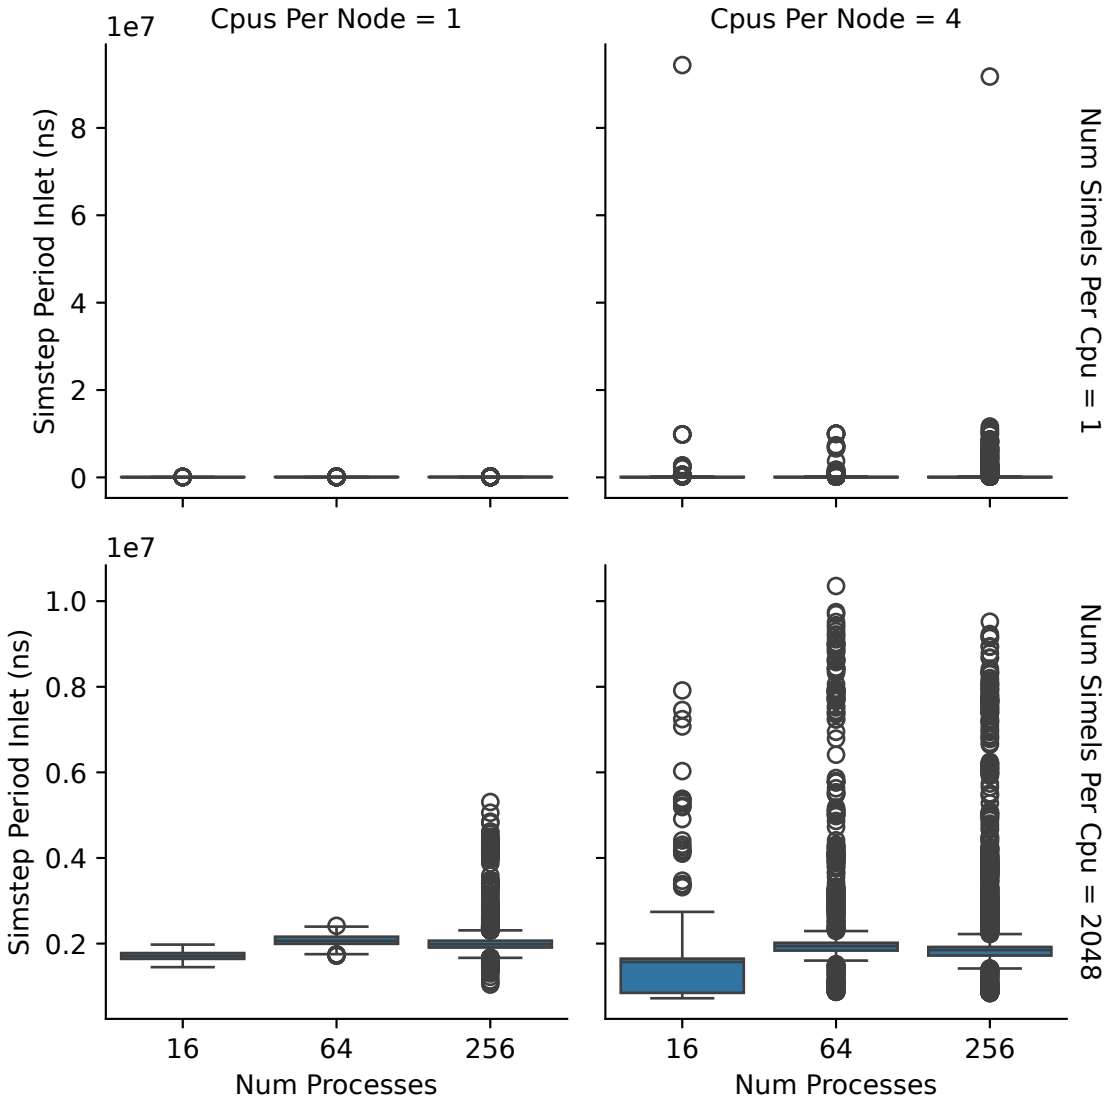 Cpus Per Node = 1
Cpus Per Node = 4
1e7
8
6
4
2
0
Simstep Period Inlet (ns)
Num Simels Per Cpu = 1
1e7
1.0
0.8
0.6
0.4
0.2
Simstep Period Inlet (ns)
Num Simels Per Cpu = 2048
16 64 256
16 64 256
Num Processes
Num Processes